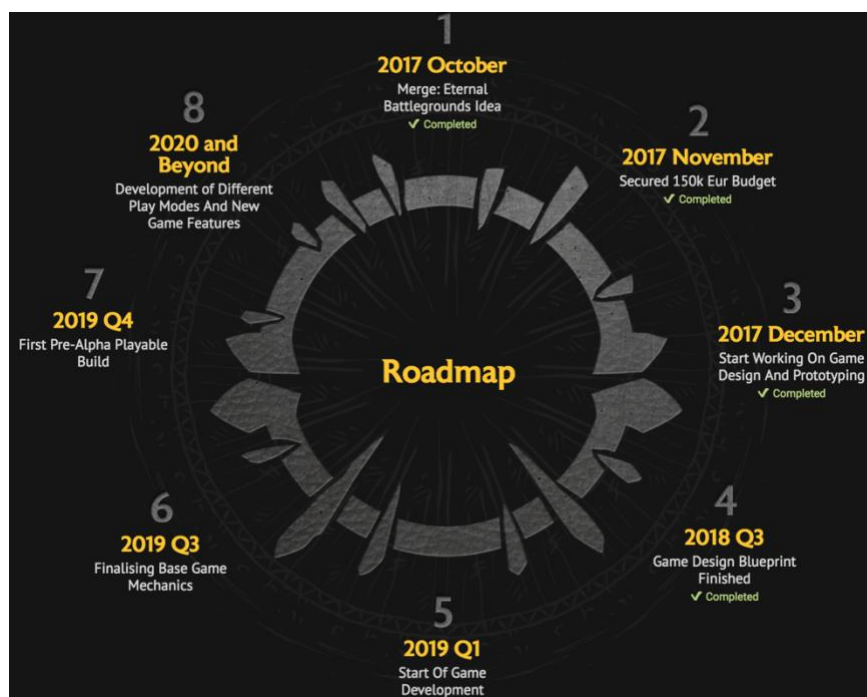 1
2017 October
Merge: Eternal
Battlegrounds Idea
✓ Completed
2
2017 November
Secured 150k Eur Budget
✓ Completed
3
2017 December
Start Working On Game
Design And Prototyping
✓ Completed
4
2018 Q3
Game Design Blueprint
Finished
✓ Completed
5
2019 Q1
Start Of Game
Development
6
2019 Q3
Finalising Base Game
Mechanics
7
2019 Q4
First Pre-Alpha Playable
Build
8
2020 and
Beyond
Development of Different
Play Modes And New
Game Features
Roadmap